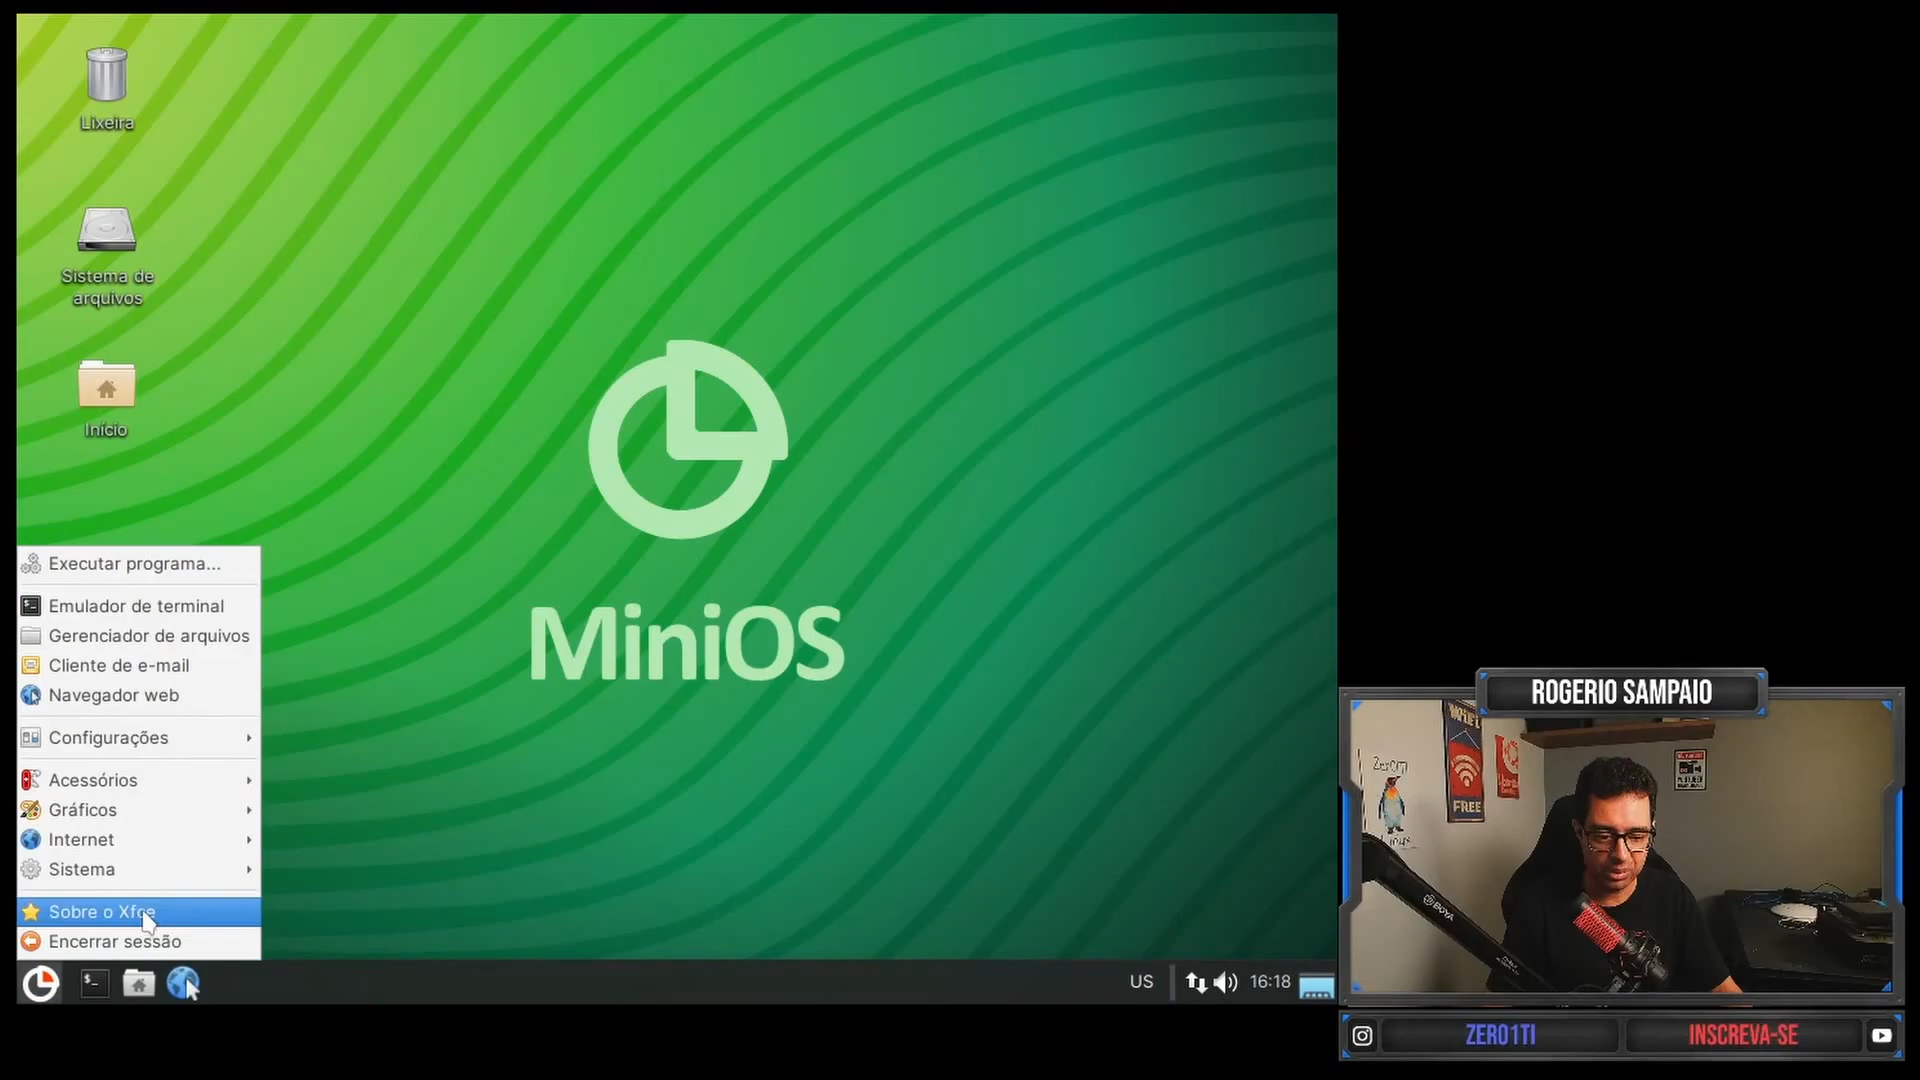 Lixeira
Sistema de
arquivos
Início
MiniOS
Executar programa...
Emulador de terminal
Gerenciador de arquivos
Cliente de e-mail
Navegador web
Configurações
Acessórios
Gráficos
Internet
Sistema
Sobre o Xfce
Encerrar sessão
US
16:18
ROGERIO SAMPAIO
FREE
BOYA
ZERO1TI
INSCREVA-SE